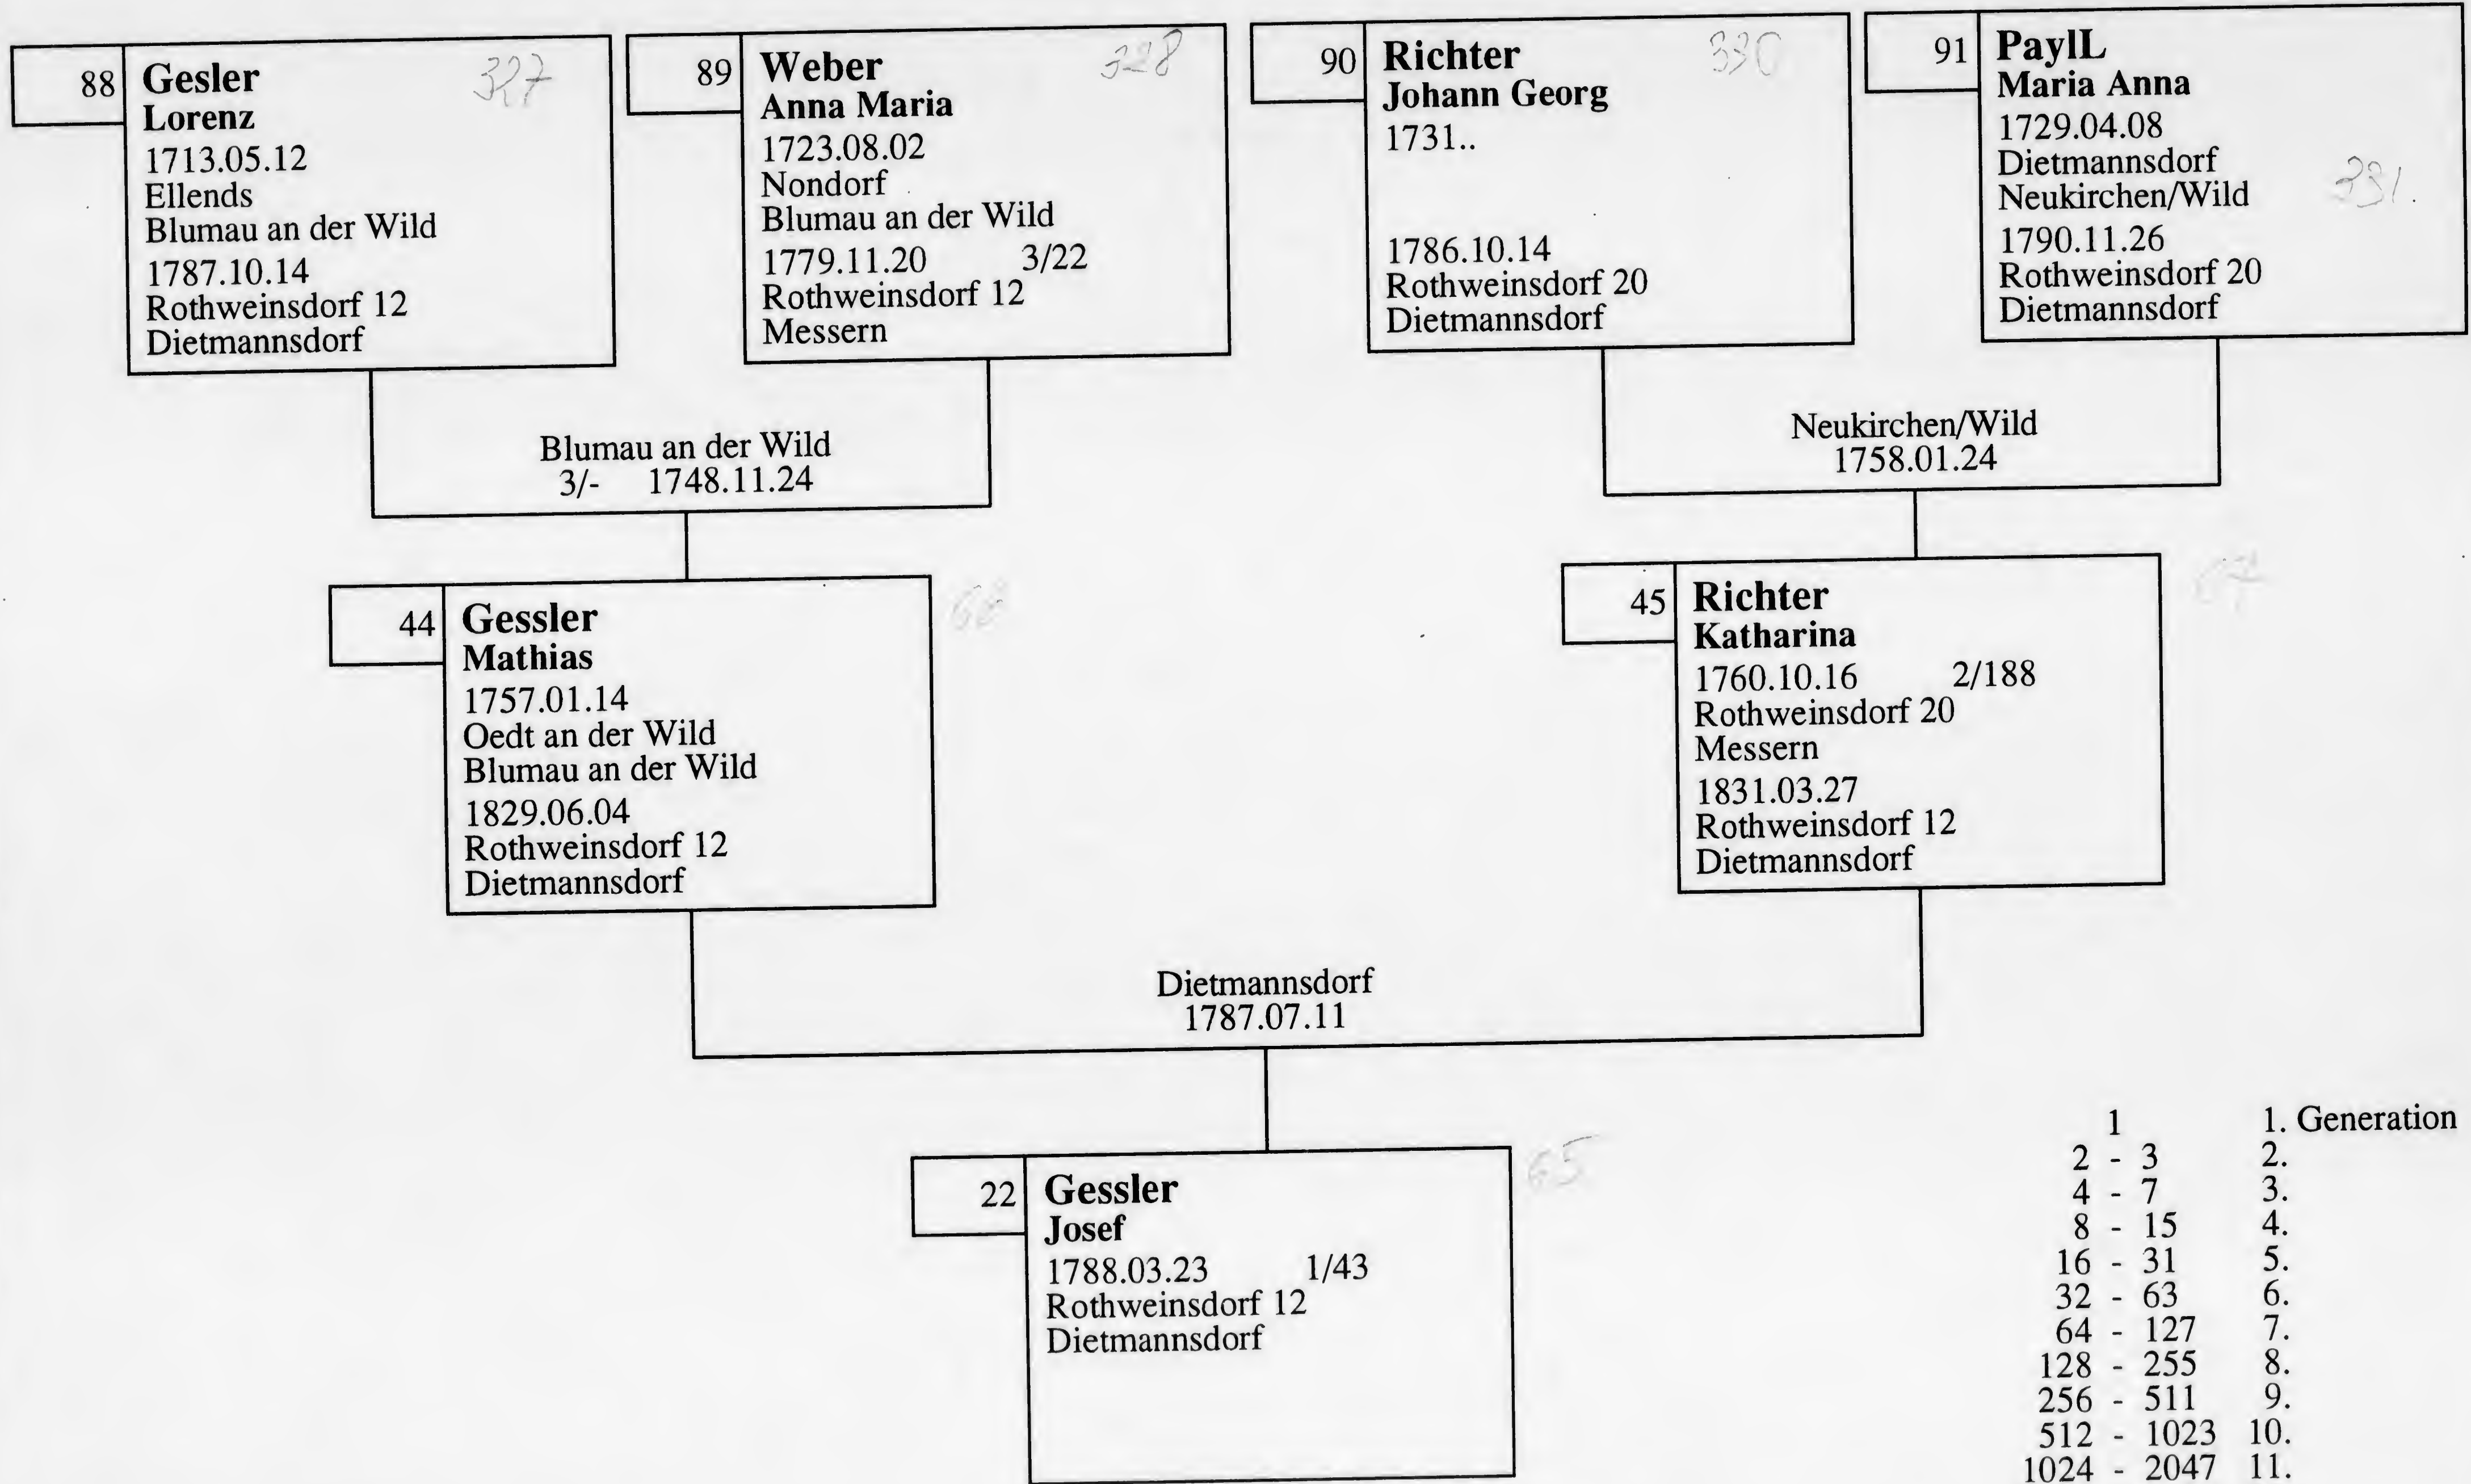 88
Gesler
327
Lorenz
1713.05.12
Ellends
Blumau an der Wild
1787.10.14
Rothweinsdorf 12
Dietmannsdorf
89
Weber
328
Anna Maria
1723.08.02
Nondorf
Blumau an der Wild
1779.11.20 3/22
Rothweinsdorf 12
Messern
90
Richter
330
Johann Georg
1731..
1786.10.14
Rothweinsdorf 20
Dietmannsdorf
91
PaylL
Maria Anna
1729.04.08
Dietmannsdorf
Neukirchen/Wild
331.
1790.11.26
Rothweinsdorf 20
Dietmannsdorf
Blumau an der Wild
3/- 1748.11.24
Neukirchen/Wild
1758.01.24
44
Gessler
Mathias
1757.01.14
Oedt an der Wild
Blumau an der Wild
1829.06.04
Rothweinsdorf 12
Dietmannsdorf
45
Richter
Katharina
1760.10.16 2/188
Rothweinsdorf 20
Messern
1831.03.27
Rothweinsdorf 12
Dietmannsdorf
Dietmannsdorf
1787.07.11
22
Gessler
65
Josef
1788.03.23 1/43
Rothweinsdorf 12
Dietmannsdorf
1 1. Generation
2 - 3 2.
4 - 7 3.
8 - 15 4.
16 - 31 5.
32 - 63 6.
64 - 127 7.
128 - 255 8.
256 - 511 9.
512 - 1023 10.
1024 - 2047 11.